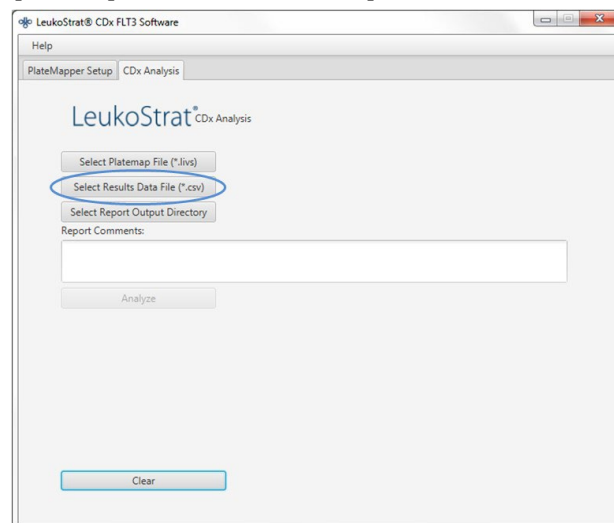 LeukoStrat® CDx FLT3 Software
Help
PlateMapper Setup CDx Analysis
LeukoStrat® CDx Analysis
Select Platemap File (*.livs)
Select Results Data File (*.csv)
Select Report Output Directory
Report Comments:
Analyze
Clear